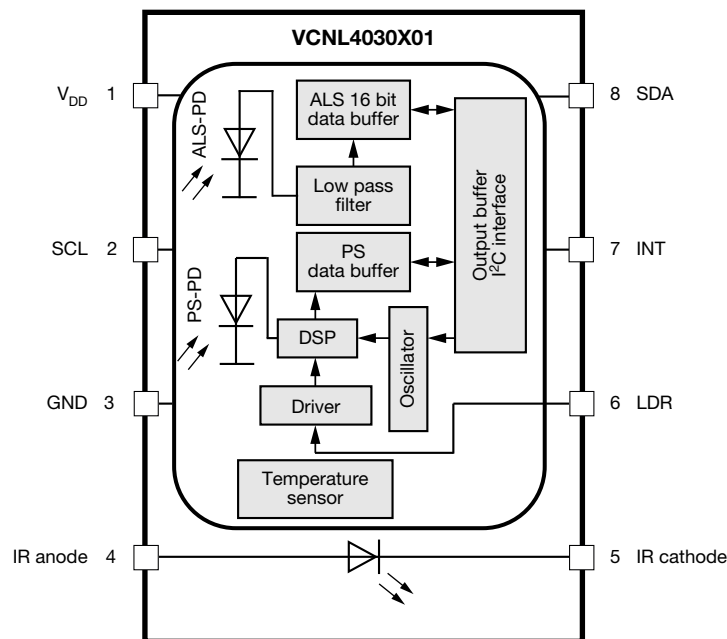 VCNL4030X01
V_DD 1
8 SDA
ALS-PD
ALS 16 bit
data buffer
Low pass
filter
Output buffer
I²C interface
SCL 2
7 INT
PS-PD
PS
data buffer
DSP
Oscillator
GND 3
Driver
6 LDR
Temperature
sensor
IR anode 4
5 IR cathode